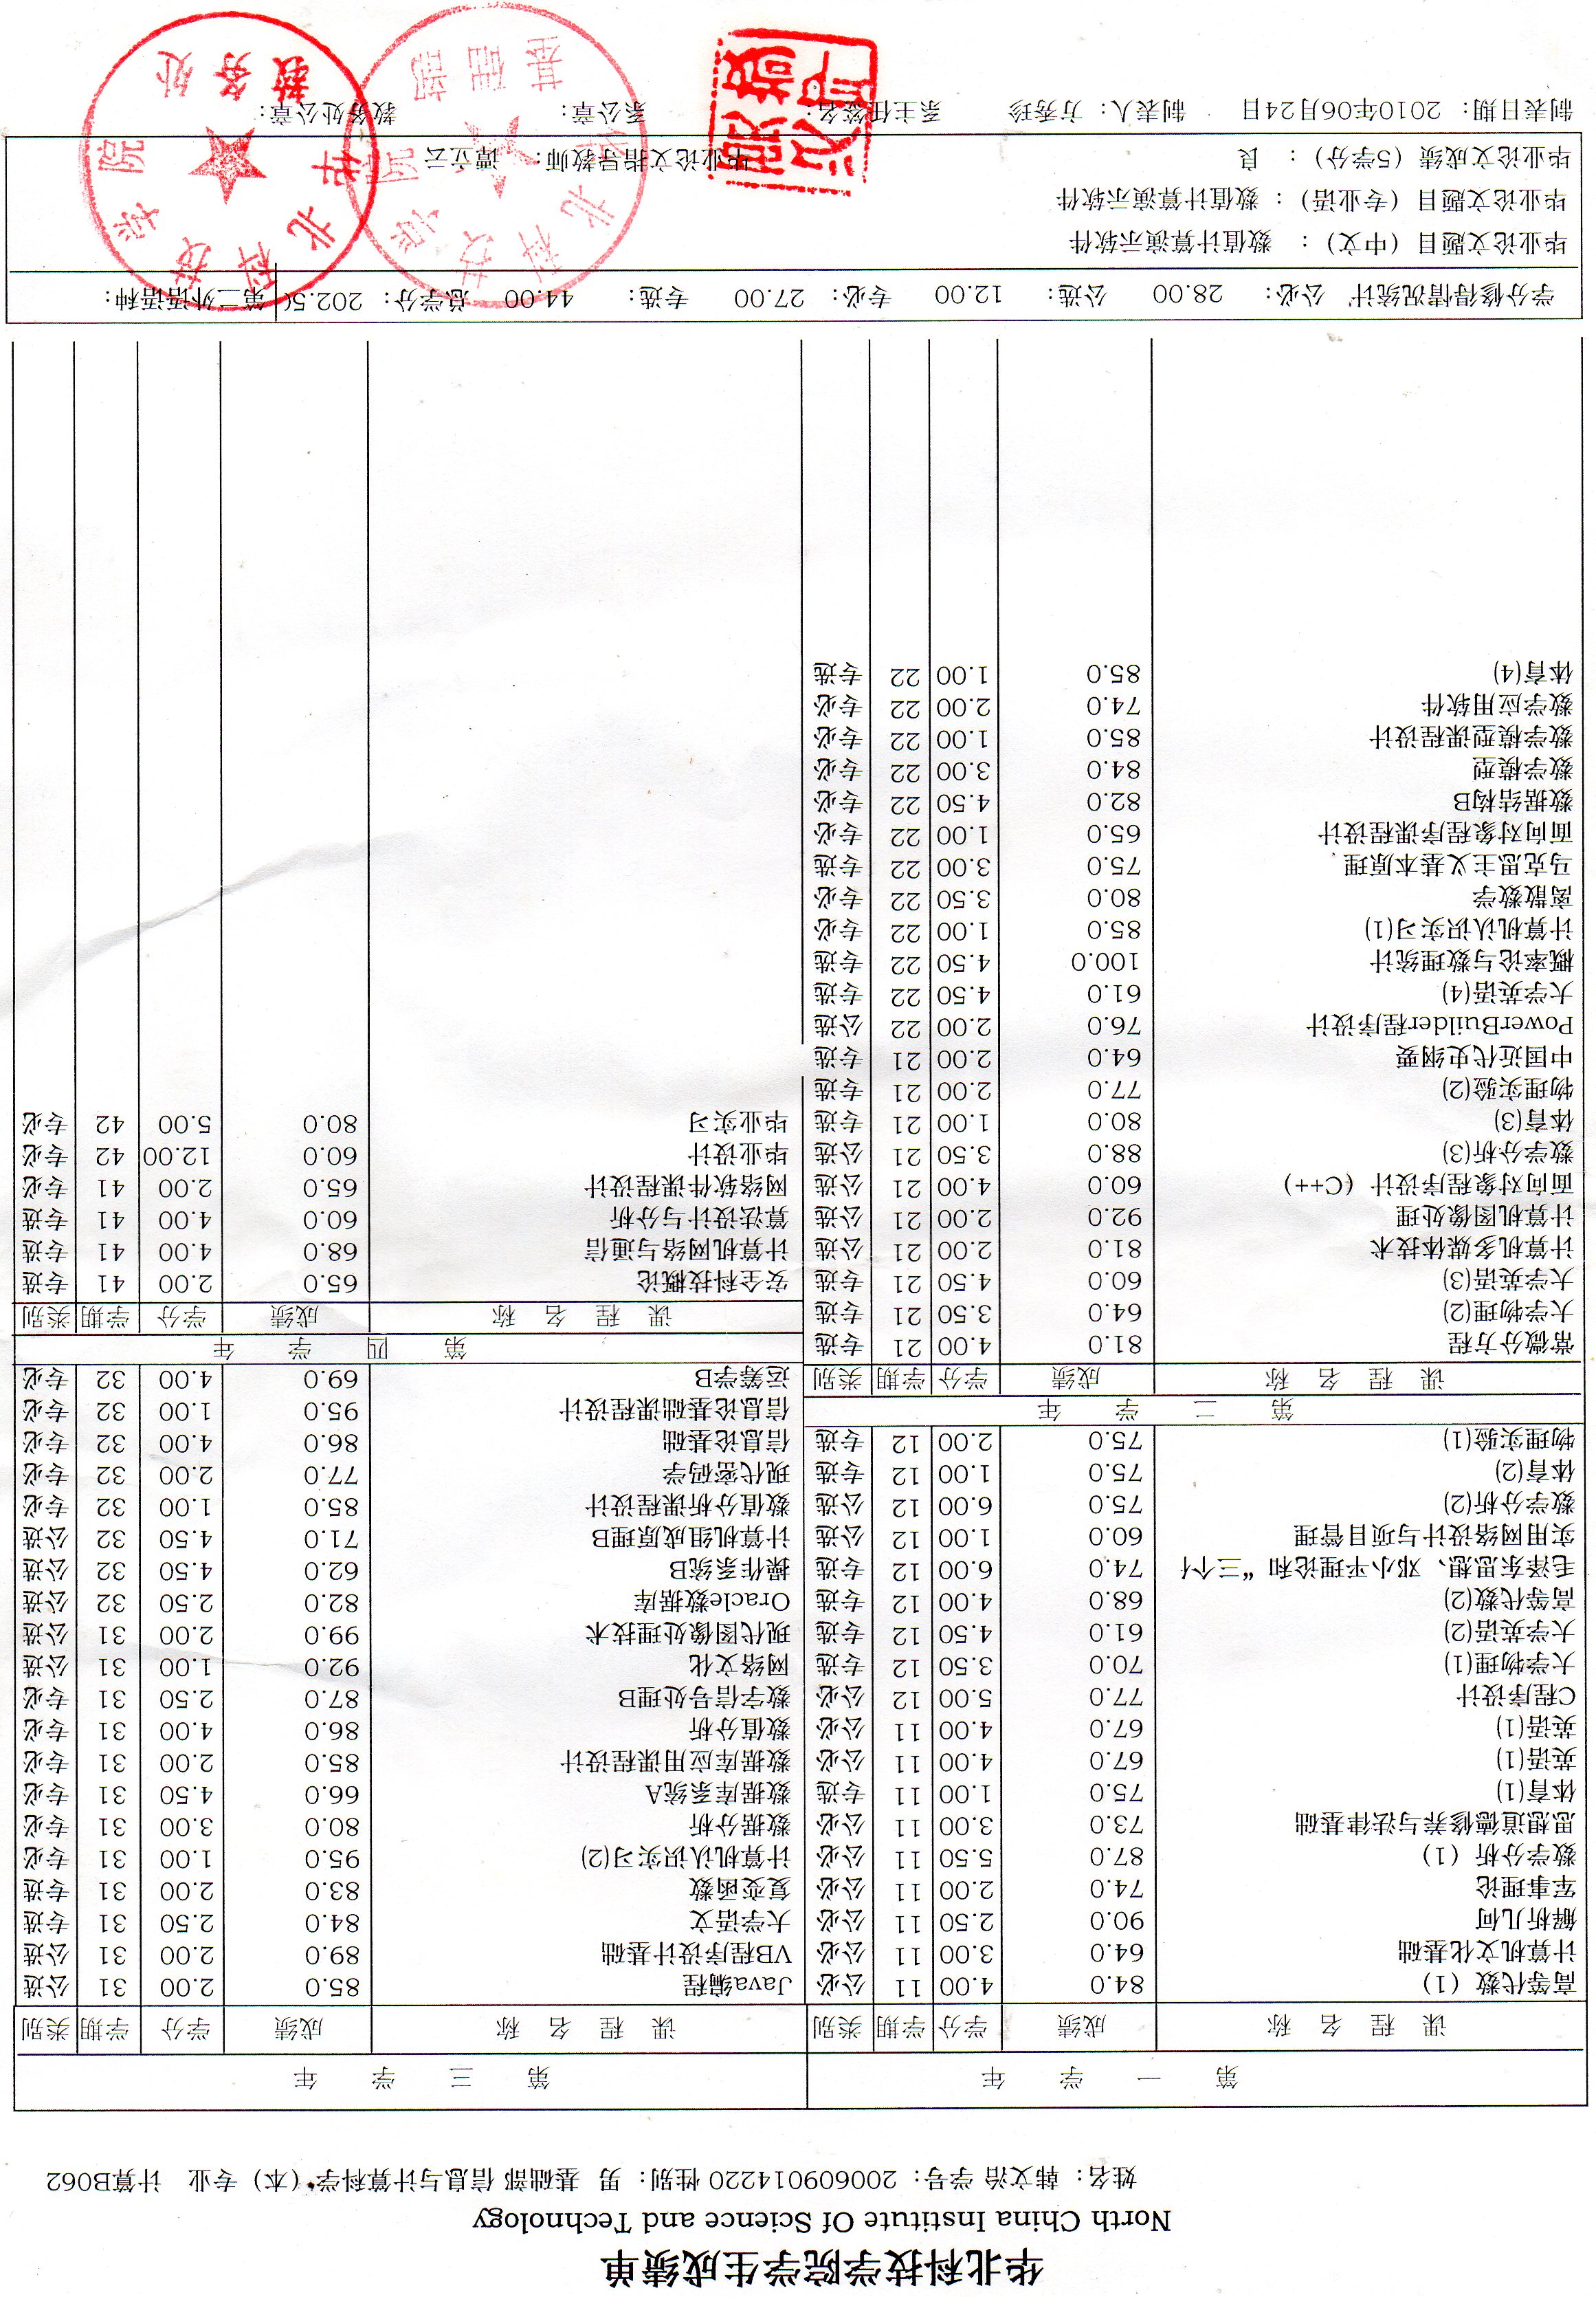 华北科技学院学生成绩单
North China Institute Of Science and Technology
姓名：韩文治 学号：200609014220 性别：男 基础部 信息与计算科学（本）专业 计算B062
第 一 学 年
课 程 名 称 成绩 学分 学期 类别
高等代数（1） 84.0 4.00 11 公必
计算机文化基础 64.0 3.00 11 公必
解析几何 90.0 2.50 11 公必
军事理论 74.0 2.00 11 公必
数学分析（1） 87.0 5.50 11 公必
思想道德修养与法律基础 73.0 3.00 11 公必
体育(1) 75.0 1.00 11 专选
英语(1) 67.0 4.00 11 公必
英语(1) 67.0 4.00 11 公必
C程序设计 77.0 5.00 12 公必
大学物理(1) 70.0 3.50 12 专选
大学英语(2) 61.0 4.50 12 专选
高等代数(2) 68.0 4.00 12 专选
毛泽东思想、邓小平理论和“三个 74.0 6.00 12 专选
实用网络设计与项目管理 60.0 1.00 12 公选
数学分析(2) 75.0 6.00 12 公选
体育(2) 75.0 1.00 12 专选
物理实验(1) 75.0 2.00 12 专选
第 二 学 年
课 程 名 称 成绩 学分 学期 类别
常微分方程 81.0 4.00 21 专选
大学物理(2) 64.0 3.50 21 专选
大学英语(3) 60.0 4.50 21 专选
计算机多媒体技术 81.0 2.00 21 公选
计算机图像处理 92.0 2.00 21 公选
面向对象程序设计（C++） 60.0 4.00 21 公选
数学分析(3) 88.0 3.50 21 公选
体育(3) 80.0 1.00 21 专选
物理实验(2) 77.0 2.00 21 专选
中国近代史纲要 64.0 2.00 21 专选
PowerBuilder程序设计 76.0 2.00 22 公选
大学英语(4) 61.0 4.50 22 专选
概率论与数理统计 100.0 4.50 22 专选
计算机认识实习(1) 85.0 1.00 22 专必
离散数学 80.0 3.50 22 专必
马克思主义基本原理 75.0 3.00 22 专选
面向对象程序课程设计 65.0 1.00 22 专必
数据结构B 82.0 4.50 22 专必
数学模型 84.0 3.00 22 专必
数学模型课程设计 85.0 1.00 22 专必
数学应用软件 74.0 2.00 22 专必
体育(4) 85.0 1.00 22 专选
第 三 学 年
课 程 名 称 成绩 学分 学期 类别
Java编程 85.0 2.00 31 公选
VB程序设计基础 89.0 2.00 31 公选
大学语文 84.0 2.50 31 专选
复变函数 83.0 2.00 31 专选
计算机认识实习(2) 95.0 1.00 31 专必
数据分析 80.0 3.00 31 专必
数据库系统A 66.0 4.50 31 专必
数据库应用课程设计 85.0 2.00 31 专必
数值分析 86.0 4.00 31 专必
数字信号处理B 87.0 2.50 31 专必
网络文化 92.0 1.00 31 公选
现代图像处理技术 99.0 2.00 31 公选
Oracle数据库 82.0 2.50 32 公选
操作系统B 62.0 4.50 32 公选
计算机组成原理B 71.0 4.50 32 公选
数值分析课程设计 85.0 1.00 32 专必
现代密码学 77.0 2.00 32 专必
信息论基础 86.0 4.00 32 专必
信息论基础课程设计 95.0 1.00 32 专必
运筹学B 69.0 4.00 32 专必
第 四 学 年
课 程 名 称 成绩 学分 学期 类别
安全科技概论 65.0 2.00 41 专选
计算机网络与通信 68.0 4.00 41 专选
算法设计与分析 60.0 4.00 41 专选
网络软件课程设计 65.0 2.00 41 专必
毕业设计 60.0 12.00 42 专必
毕业实习 80.0 5.00 42 专必
学分修得情况统计 公必：28.00 公选：12.00 专必：27.00 专选：44.00 总学分：202.50 第二外语语种：
毕业论文题目（中文）：数值计算演示软件
毕业论文题目（专业语）：数值计算演示软件
毕业论文成绩（5学分）：良 毕业论文指导教师：谭立云
制表日期：2010年06月24日 制表人：方秀珍 系主任签名： 系公章： 教务处公章：
贾敬之印
华北科技学院
基础部
华北科技学院
教务处